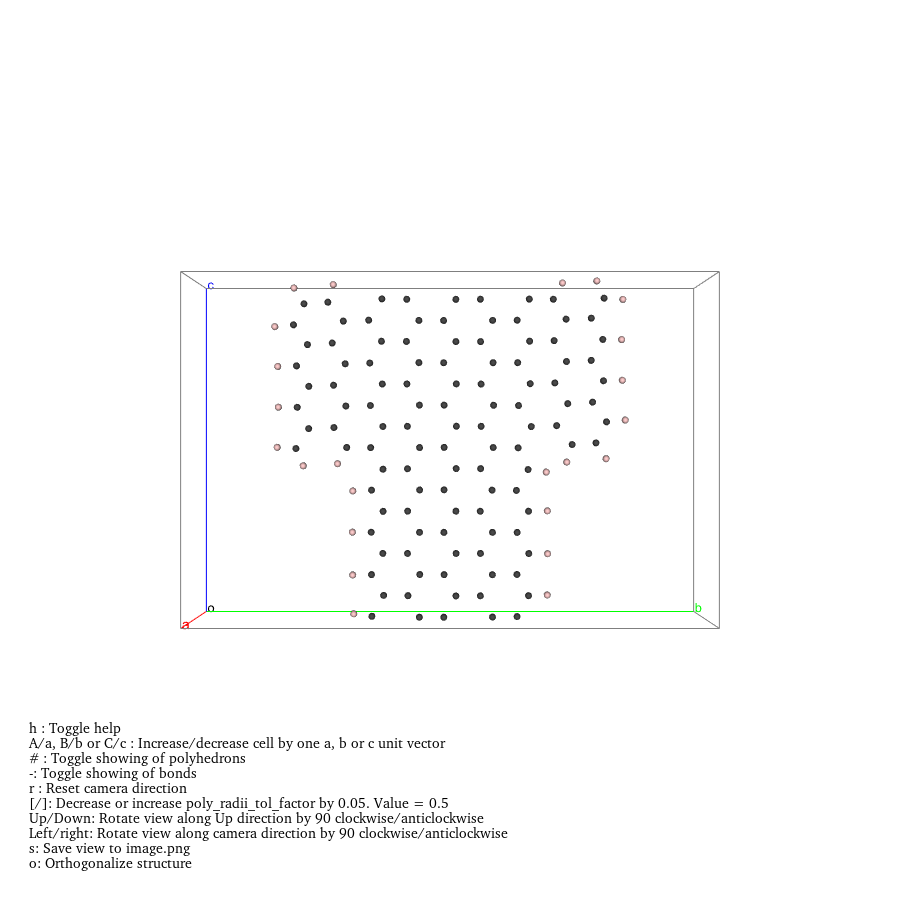 c
o
b
a
h : Toggle help
A/a, B/b or C/c : Increase/decrease cell by one a, b or c unit vector
# : Toggle showing of polyhedrons
-: Toggle showing of bonds
r : Reset camera direction
[/]: Decrease or increase poly_radii_tol_factor by 0.05. Value = 0.5
Up/Down: Rotate view along Up direction by 90 clockwise/anticlockwise
Left/right: Rotate view along camera direction by 90 clockwise/anticlockwise
s: Save view to image.png
o: Orthogonalize structure